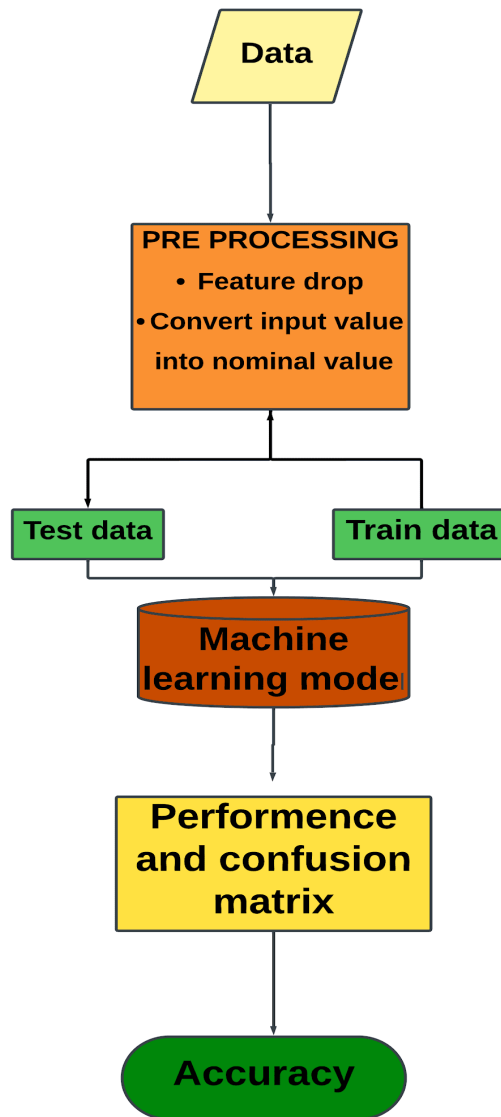 Data
PRE PROCESSING
• Feature drop
• Convert input value
into nominal value
Test data
Train data
Machine
learning model
Performence
and confusion
matrix
Accuracy